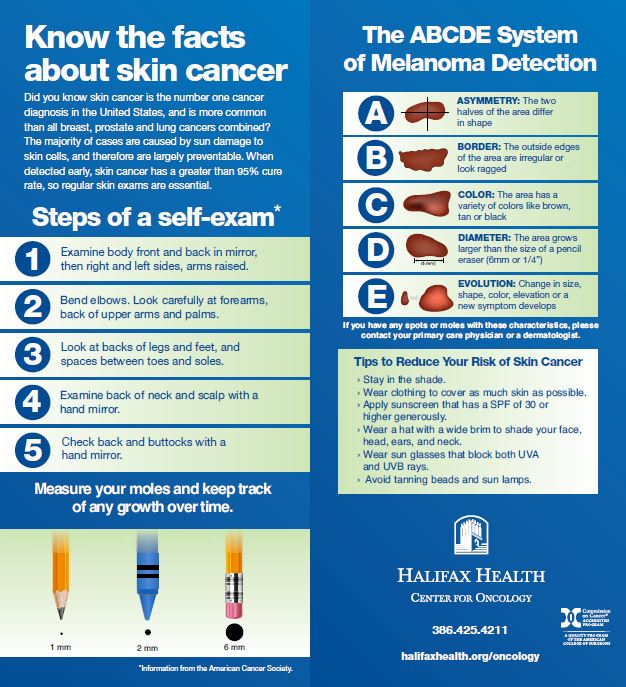 Know the facts
about skin cancer
Did you know skin cancer is the number one cancer
diagnosis in the United States, and is more common
than all breast, prostate and lung cancers combined?
The majority of cases are caused by sun damage to
skin cells, and therefore are largely preventable. When
detected early, skin cancer has a greater than 95% cure
rate, so regular skin exams are essential.
Steps of a self-exam*
1 Examine body front and back in mirror,
then right and left sides, arms raised.
2 Bend elbows. Look carefully at forearms,
back of upper arms and palms.
3 Look at backs of legs and feet, and
spaces between toes and soles.
4 Examine back of neck and scalp with a
hand mirror.
5 Check back and buttocks with a
hand mirror.
Measure your moles and keep track
of any growth over time.
1 mm 2 mm 6 mm
*Information from the American Cancer Society.
The ABCDE System
of Melanoma Detection
A ASYMMETRY: The two
halves of the area differ
in shape
B BORDER: The outside edges
of the area are irregular or
look ragged
C COLOR: The area has a
variety of colors like brown,
tan or black
D DIAMETER: The area grows
larger than the size of a pencil
eraser (6mm or 1/4")
(6 mm)
E EVOLUTION: Change in size,
shape, color, elevation or a
new symptom develops
If you have any spots or moles with these characteristics, please
contact your primary care physician or a dermatologist.
Tips to Reduce Your Risk of Skin Cancer
› Stay in the shade.
› Wear clothing to cover as much skin as possible.
› Apply sunscreen that has a SPF of 30 or
higher generously.
› Wear a hat with a wide brim to shade your face,
head, ears, and neck.
› Wear sun glasses that block both UVA
and UVB rays.
› Avoid tanning beads and sun lamps.
HALIFAX HEALTH
CENTER FOR ONCOLOGY
386.425.4211
halifaxhealth.org/oncology
Commission
on Cancer®
ACCREDITED
PROGRAM
A QUALITY PROGRAM
OF THE AMERICAN
COLLEGE OF SURGEONS